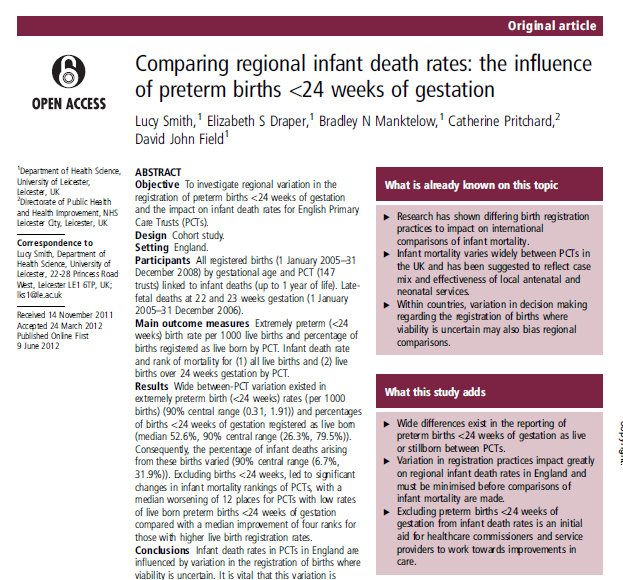 Original article
OPEN ACCESS
Comparing regional infant death rates: the influence
of preterm births <24 weeks of gestation
Lucy Smith,1 Elizabeth S Draper,1 Bradley N Manktelow,1 Catherine Pritchard,2
David John Field1
1Department of Health Science,
University of Leicester,
Leicester, UK
2Directorate of Public Health
and Health Improvement, NHS
Leicester City, Leicester, UK
Correspondence to
Lucy Smith, Department of
Health Science, University of
Leicester, 22-28 Princess Road
West, Leicester LE1 6TP, UK;
lks1@le.ac.uk
Received 14 November 2011
Accepted 24 March 2012
Published Online First
9 June 2012
ABSTRACT
Objective To investigate regional variation in the
registration of preterm births <24 weeks of gestation
and the impact on infant death rates for English Primary
Care Trusts (PCTs).
Design Cohort study.
Setting England.
Participants All registered births (1 January 2005–31
December 2008) by gestational age and PCT (147
trusts) linked to infant deaths (up to 1 year of life). Late-
fetal deaths at 22 and 23 weeks gestation (1 January
2005–31 December 2006).
Main outcome measures Extremely preterm (<24
weeks) birth rate per 1000 live births and percentage of
births registered as live born by PCT. Infant death rate
and rank of mortality for (1) all live births and (2) live
births over 24 weeks gestation by PCT.
Results Wide between-PCT variation existed in
extremely preterm birth (<24 weeks) rates (per 1000
births) (90% central range (0.31, 1.91)) and percentages
of births <24 weeks of gestation registered as live born
(median 52.6%, 90% central range (26.3%, 79.5%)).
Consequently, the percentage of infant deaths arising
from these births varied (90% central range (6.7%,
31.9%)). Excluding births <24 weeks, led to significant
changes in infant mortality rankings of PCTs, with a
median worsening of 12 places for PCTs with low rates
of live born preterm births <24 weeks of gestation
compared with a median improvement of four ranks for
those with higher live birth registration rates.
Conclusions Infant death rates in PCTs in England are
influenced by variation in the registration of births where
viability is uncertain. It is vital that this variation is
What is already known on this topic
▶ Research has shown differing birth registration
practices to impact on international
comparisons of infant mortality.
▶ Infant mortality varies widely between PCTs in
the UK and has been suggested to reflect case
mix and effectiveness of local antenatal and
neonatal services.
▶ Within countries, variation in decision making
regarding the registration of births where
viability is uncertain may also bias regional
comparisons.
What this study adds
▶ Wide differences exist in the reporting of
preterm births <24 weeks of gestation as live
or stillborn between PCTs.
▶ Variation in registration practices impact greatly
on regional infant death rates in England and
must be minimised before comparisons of
infant mortality are made.
▶ Excluding preterm births <24 weeks of
gestation from infant death rates is an initial
aid for healthcare commissioners and service
providers to work towards improvements in
care.